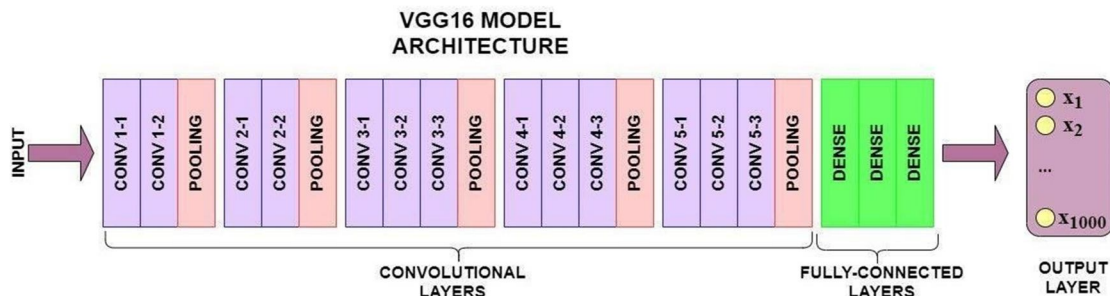 VGG16 MODEL
ARCHITECTURE
INPUT
CONV 1-1
CONV 1-2
POOLING
CONV 2-1
CONV 2-2
POOLING
CONV 3-1
CONV 3-2
CONV 3-3
POOLING
CONV 4-1
CONV 4-2
CONV 4-3
POOLING
CONV 5-1
CONV 5-2
CONV 5-3
POOLING
DENSE
DENSE
DENSE
x1
x2
...
x1000
CONVOLUTIONAL
LAYERS
FULLY-CONNECTED
LAYERS
OUTPUT
LAYER